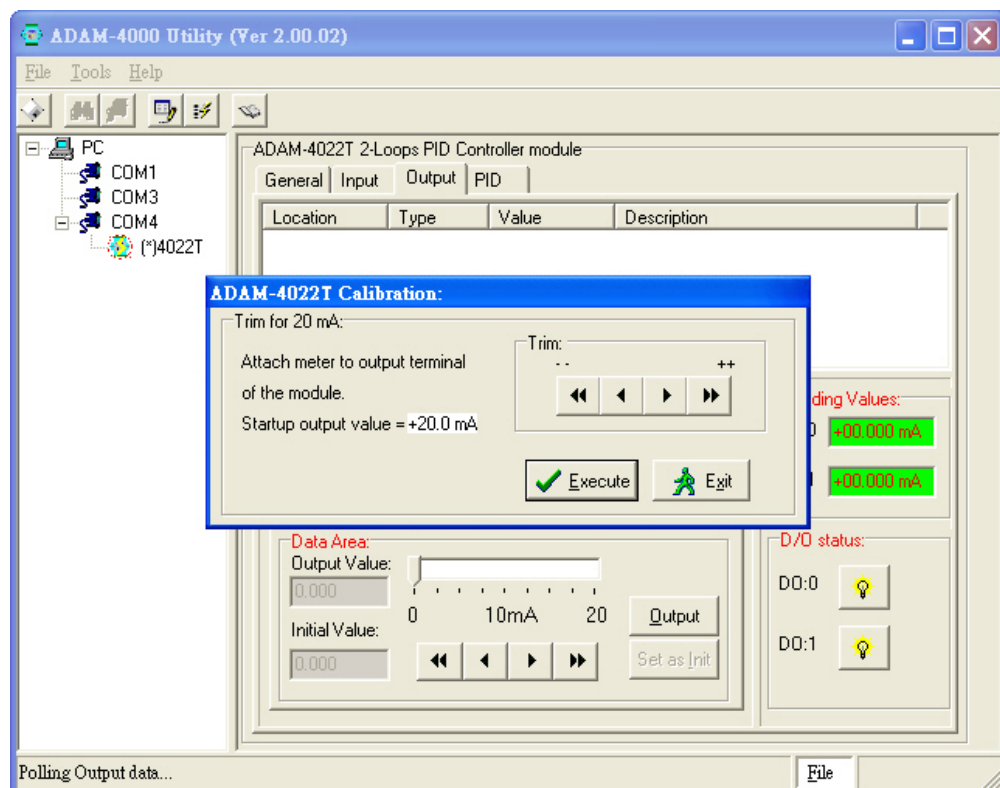 ADAM-4000 Utility (Ver 2.00.02)
File Tools Help
PC
COM1
COM3
COM4
(*)4022T
ADAM-4022T 2-Loops PID Controller module
General Input Output PID
Location Type Value Description
ADAM-4022T Calibration:
Trim for 20 mA:
Attach meter to output terminal
of the module.
Startup output value = +20.0 mA
Trim:
-- ++
Execute Exit
ding Values:
+00.000 mA
+00.000 mA
Data Area:
Output Value:
0.000
0 10mA 20
Output
Initial Value:
0.000
Set as Init
D/O status:
DO:0
DO:1
Polling Output data...
File